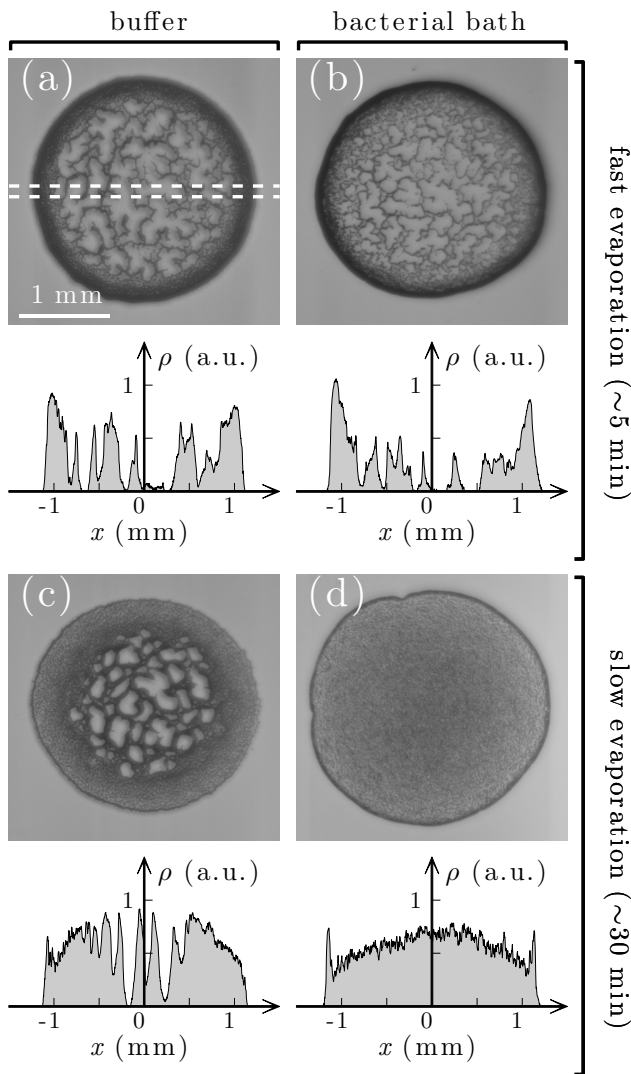 buffer
bacterial bath
(a)
(b)
1 mm
fast evaporation (~5 min)
ρ (a.u.)
1
-1 0 1
x (mm)
ρ (a.u.)
1
-1 0 1
x (mm)
(c)
(d)
slow evaporation (~30 min)
ρ (a.u.)
1
-1 0 1
x (mm)
ρ (a.u.)
1
-1 0 1
x (mm)